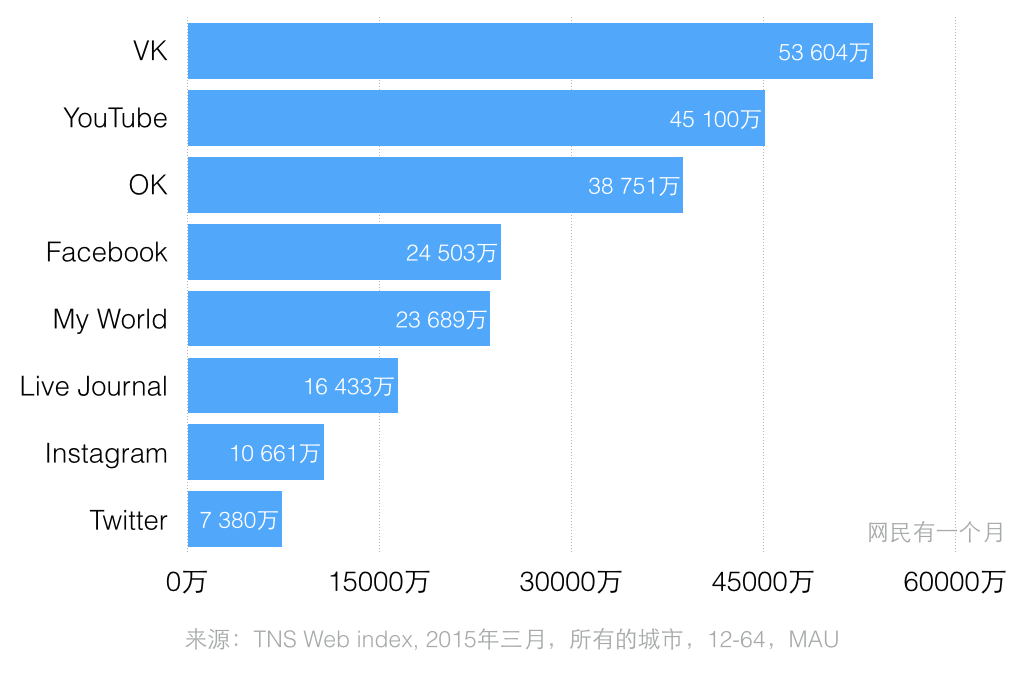 VK
53 604万
YouTube
45 100万
OK
38 751万
Facebook
24 503万
My World
23 689万
Live Journal
16 433万
Instagram
10 661万
Twitter
7 380万
网民有一个月
0万
15000万
30000万
45000万
60000万
来源：TNS Web index, 2015年三月，所有的城市，12-64，MAU